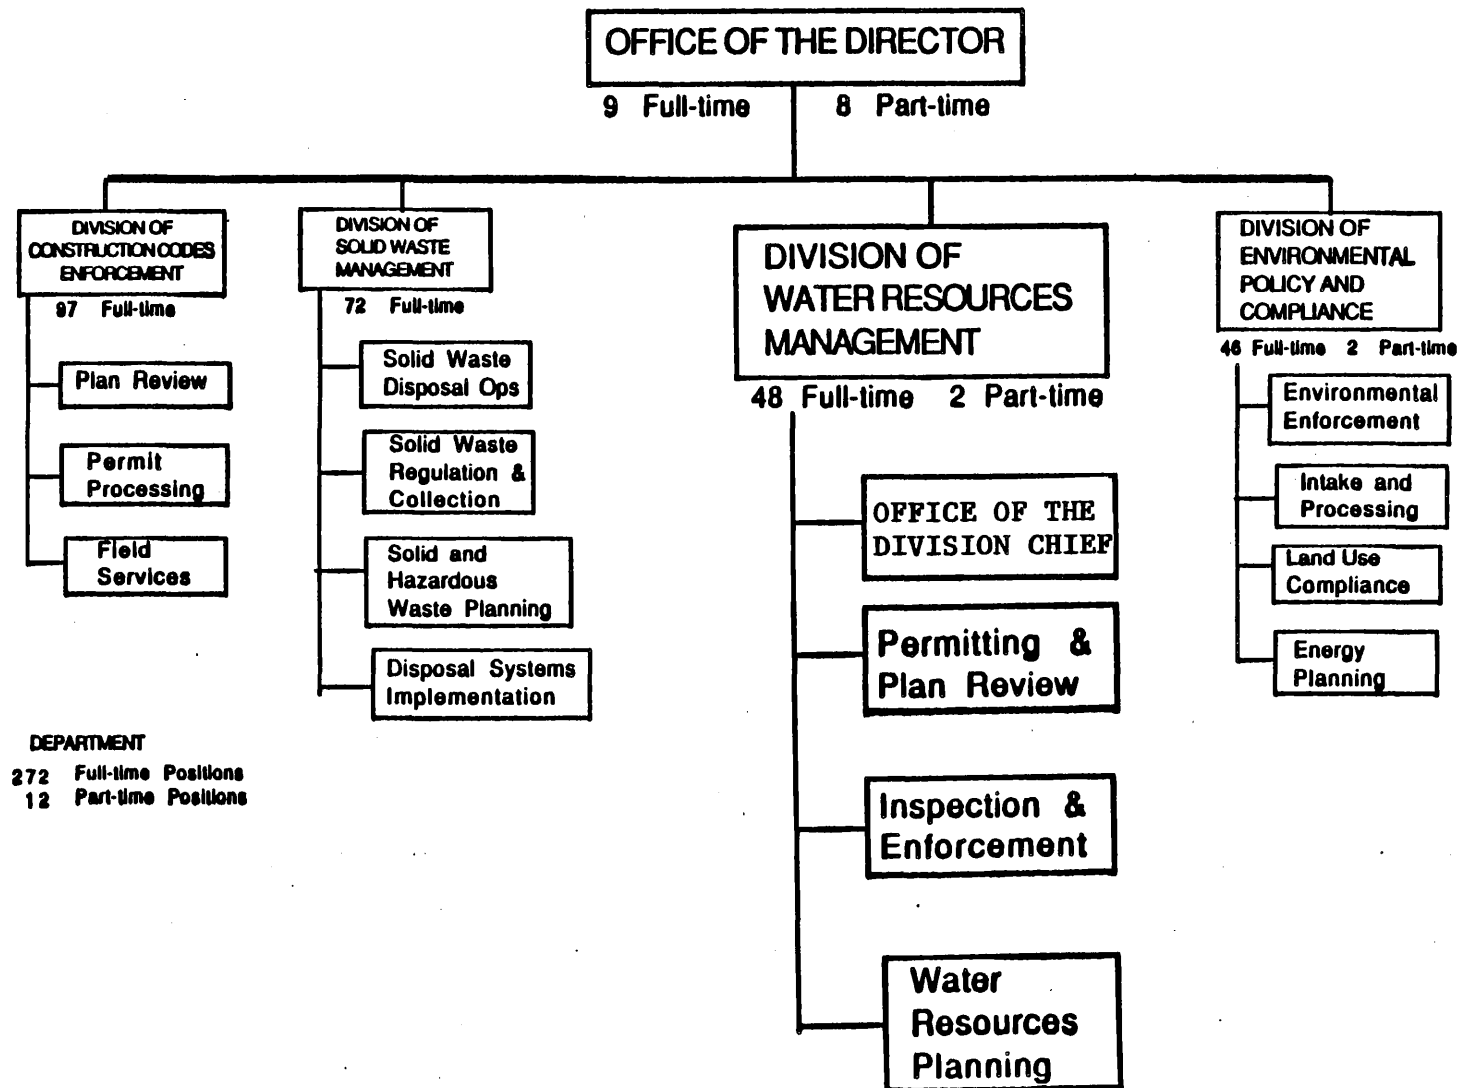 OFFICE OF THE DIRECTOR
9 Full-time 8 Part-time
DIVISION OF
CONSTRUCTION CODES
ENFORCEMENT
97 Full-time
Plan Review
Permit
Processing
Field
Services
DIVISION OF
SOLID WASTE
MANAGEMENT
72 Full-time
Solid Waste
Disposal Ops
Solid Waste
Regulation &
Collection
Solid and
Hazardous
Waste Planning
Disposal Systems
Implementation
DIVISION OF
WATER RESOURCES
MANAGEMENT
48 Full-time 2 Part-time
OFFICE OF THE
DIVISION CHIEF
Permitting &
Plan Review
Inspection &
Enforcement
Water
Resources
Planning
DIVISION OF
ENVIRONMENTAL
POLICY AND
COMPLIANCE
46 Full-time 2 Part-time
Environmental
Enforcement
Intake and
Processing
Land Use
Compliance
Energy
Planning
DEPARTMENT
272 Full-time Positions
12 Part-time Positions